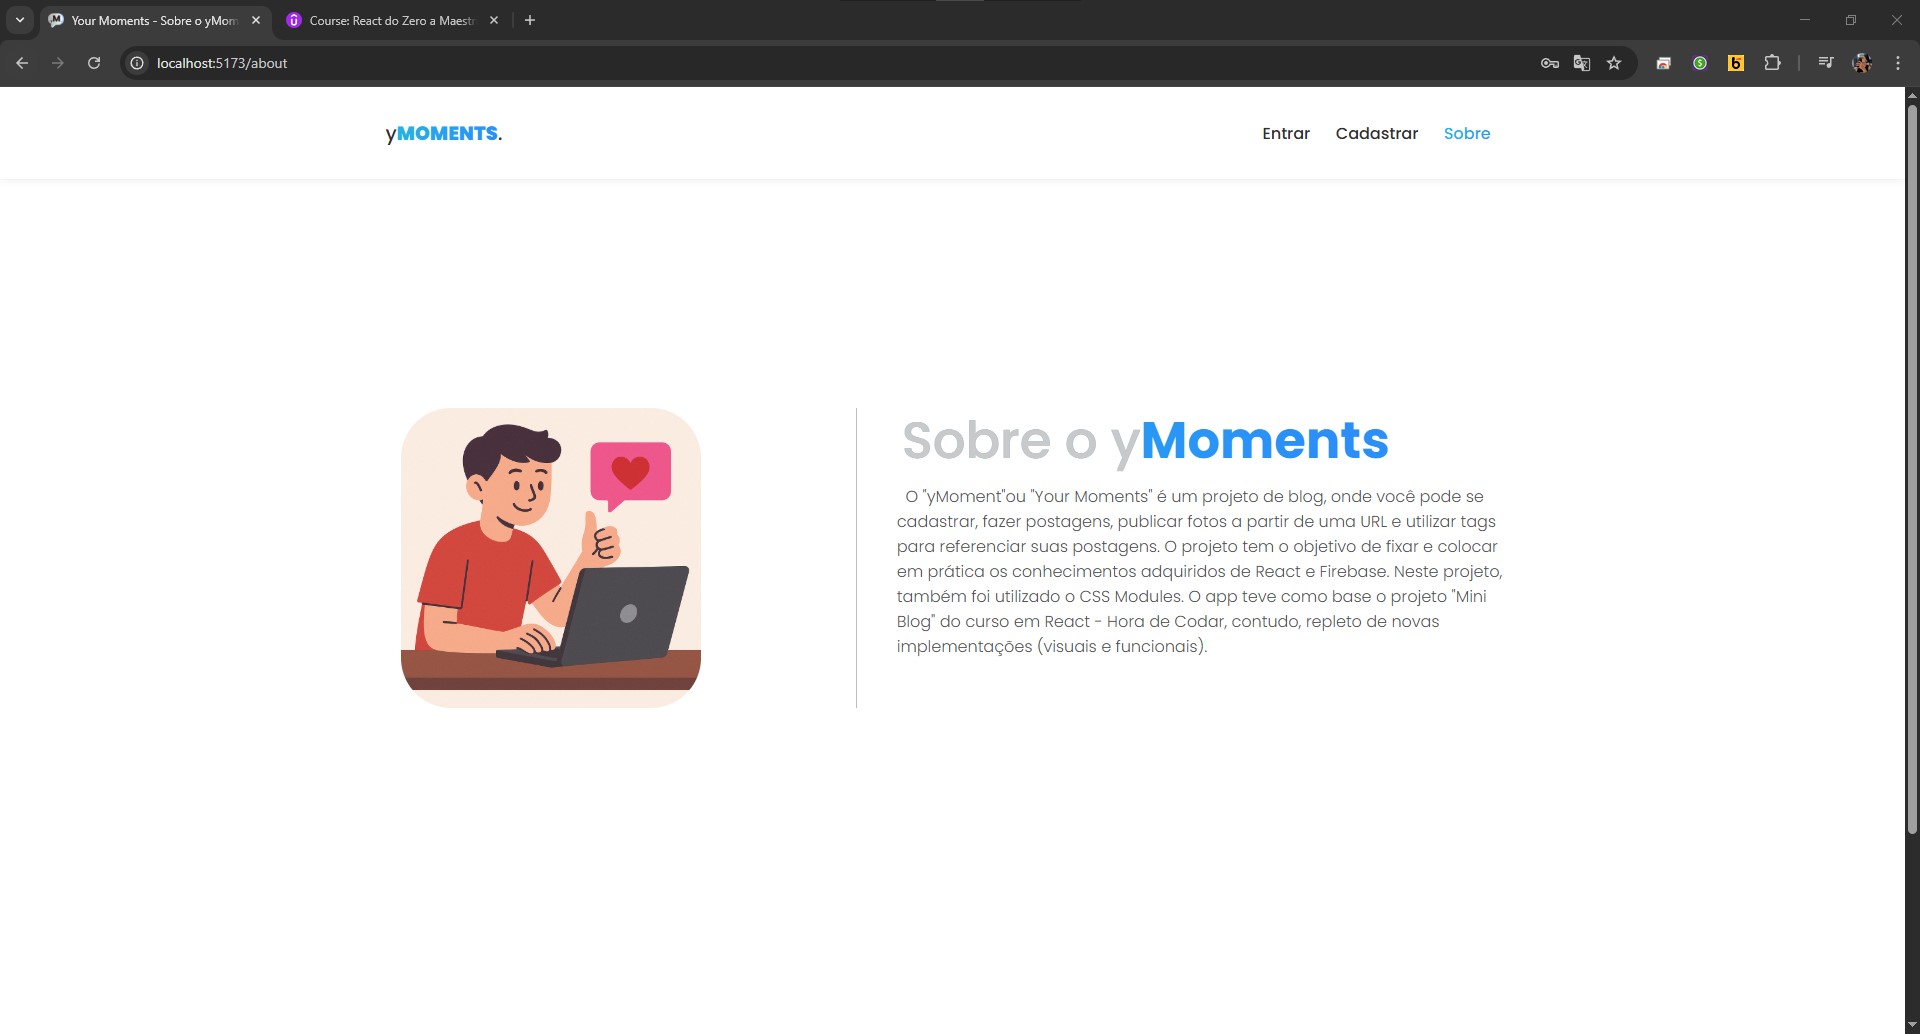 Your Moments - Sobre o yMom
Course: React do Zero a Maest
localhost:5173/about
yMOMENTS.
Entrar Cadastrar Sobre
Sobre o yMoments
O "yMoment"ou "Your Moments" é um projeto de blog, onde você pode se
cadastrar, fazer postagens, publicar fotos a partir de uma URL e utilizar tags
para referenciar suas postagens. O projeto tem o objetivo de fixar e colocar
em prática os conhecimentos adquiridos de React e Firebase. Neste projeto,
também foi utilizado o CSS Modules. O app teve como base o projeto "Mini
Blog" do curso em React - Hora de Codar, contudo, repleto de novas
implementações (visuais e funcionais).